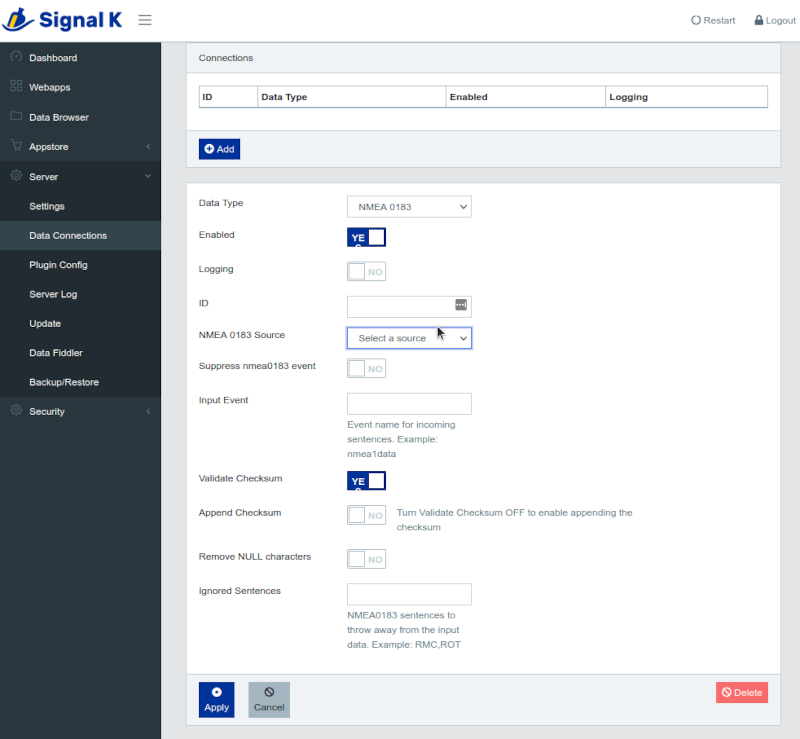 Signal K
Restart
Logout
Dashboard
Webapps
Data Browser
Appstore
Server
Settings
Data Connections
Plugin Config
Server Log
Update
Data Fiddler
Backup/Restore
Security
Connections
ID Data Type Enabled Logging
Add
Data Type NMEA 0183
Enabled YES
Logging NO
ID
NMEA 0183 Source Select a source
Suppress nmea0183 event NO
Input Event
Event name for incoming
sentences. Example:
nmea1data
Validate Checksum YES
Append Checksum NO Turn Validate Checksum OFF to enable appending the
checksum
Remove NULL characters NO
Ignored Sentences
NMEA0183 sentences to
throw away from the input
data. Example: RMC,ROT
Apply Cancel Delete